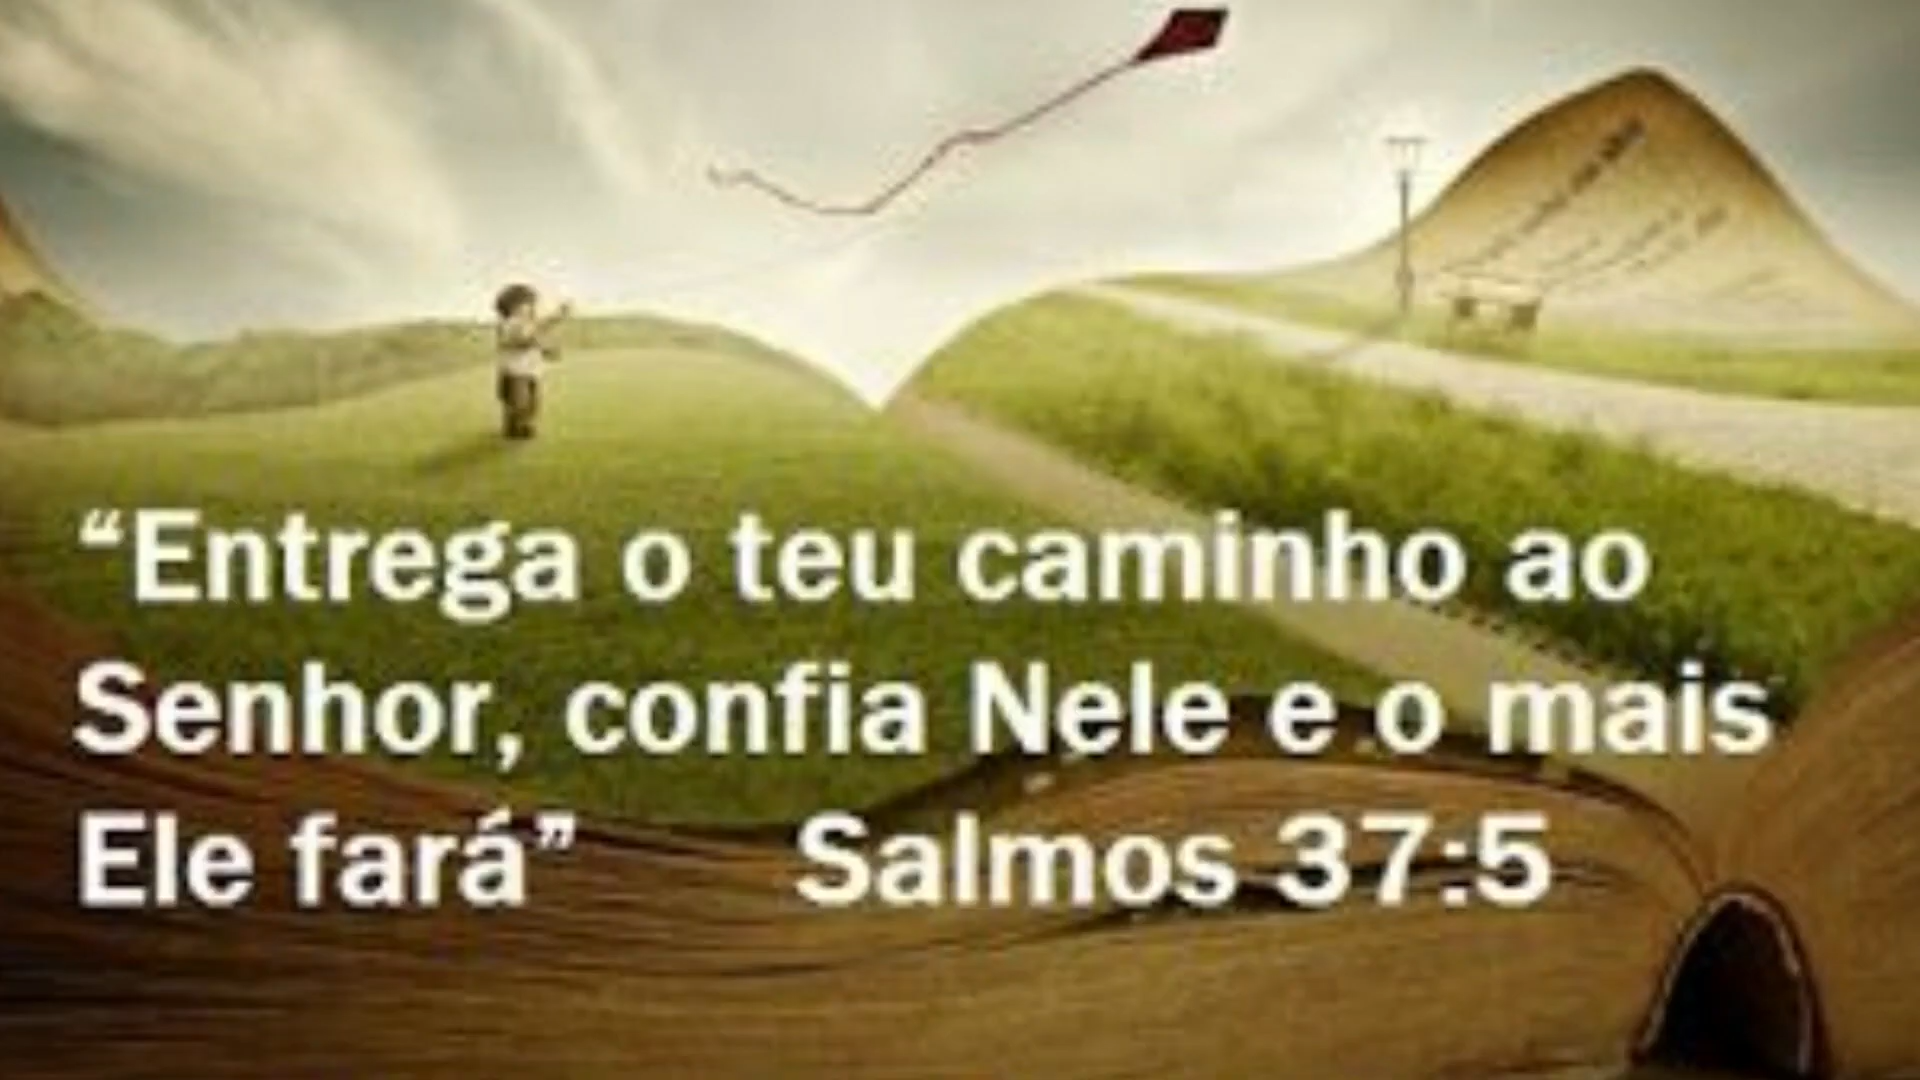 “Entrega o teu caminho ao
Senhor, confia Nele e o mais
Ele fará” Salmos 37:5